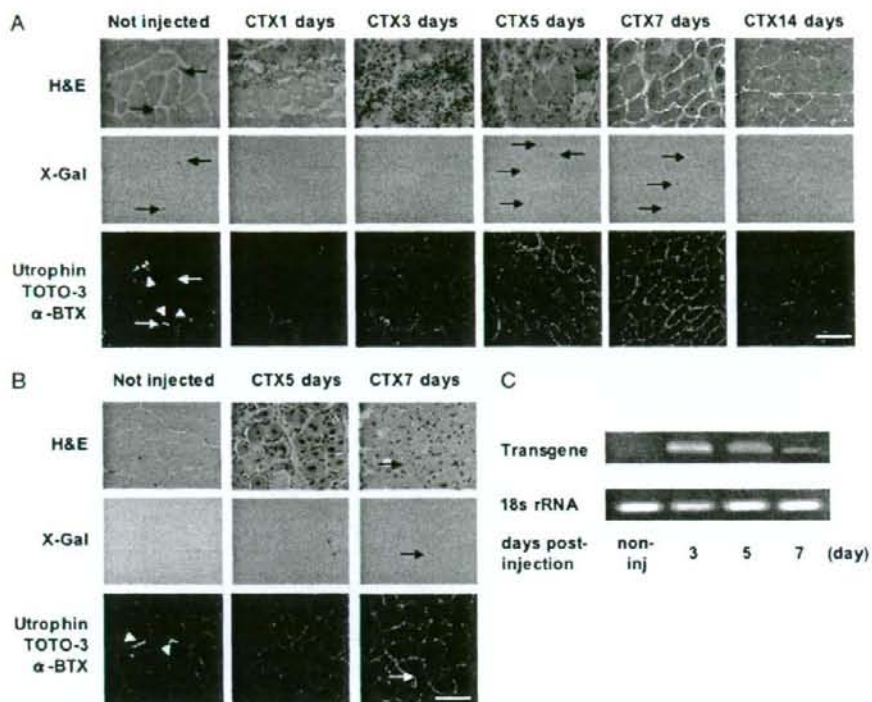 A
Not injected CTX1 days CTX3 days CTX5 days CTX7 days CTX14 days
H&E
X-Gal
Utrophin
TOTO-3
α-BTX
B
Not injected CTX5 days CTX7 days
H&E
X-Gal
Utrophin
TOTO-3
α-BTX
C
Transgene
18s rRNA
days post-
injection
non-
inj
3 5 7 (day)